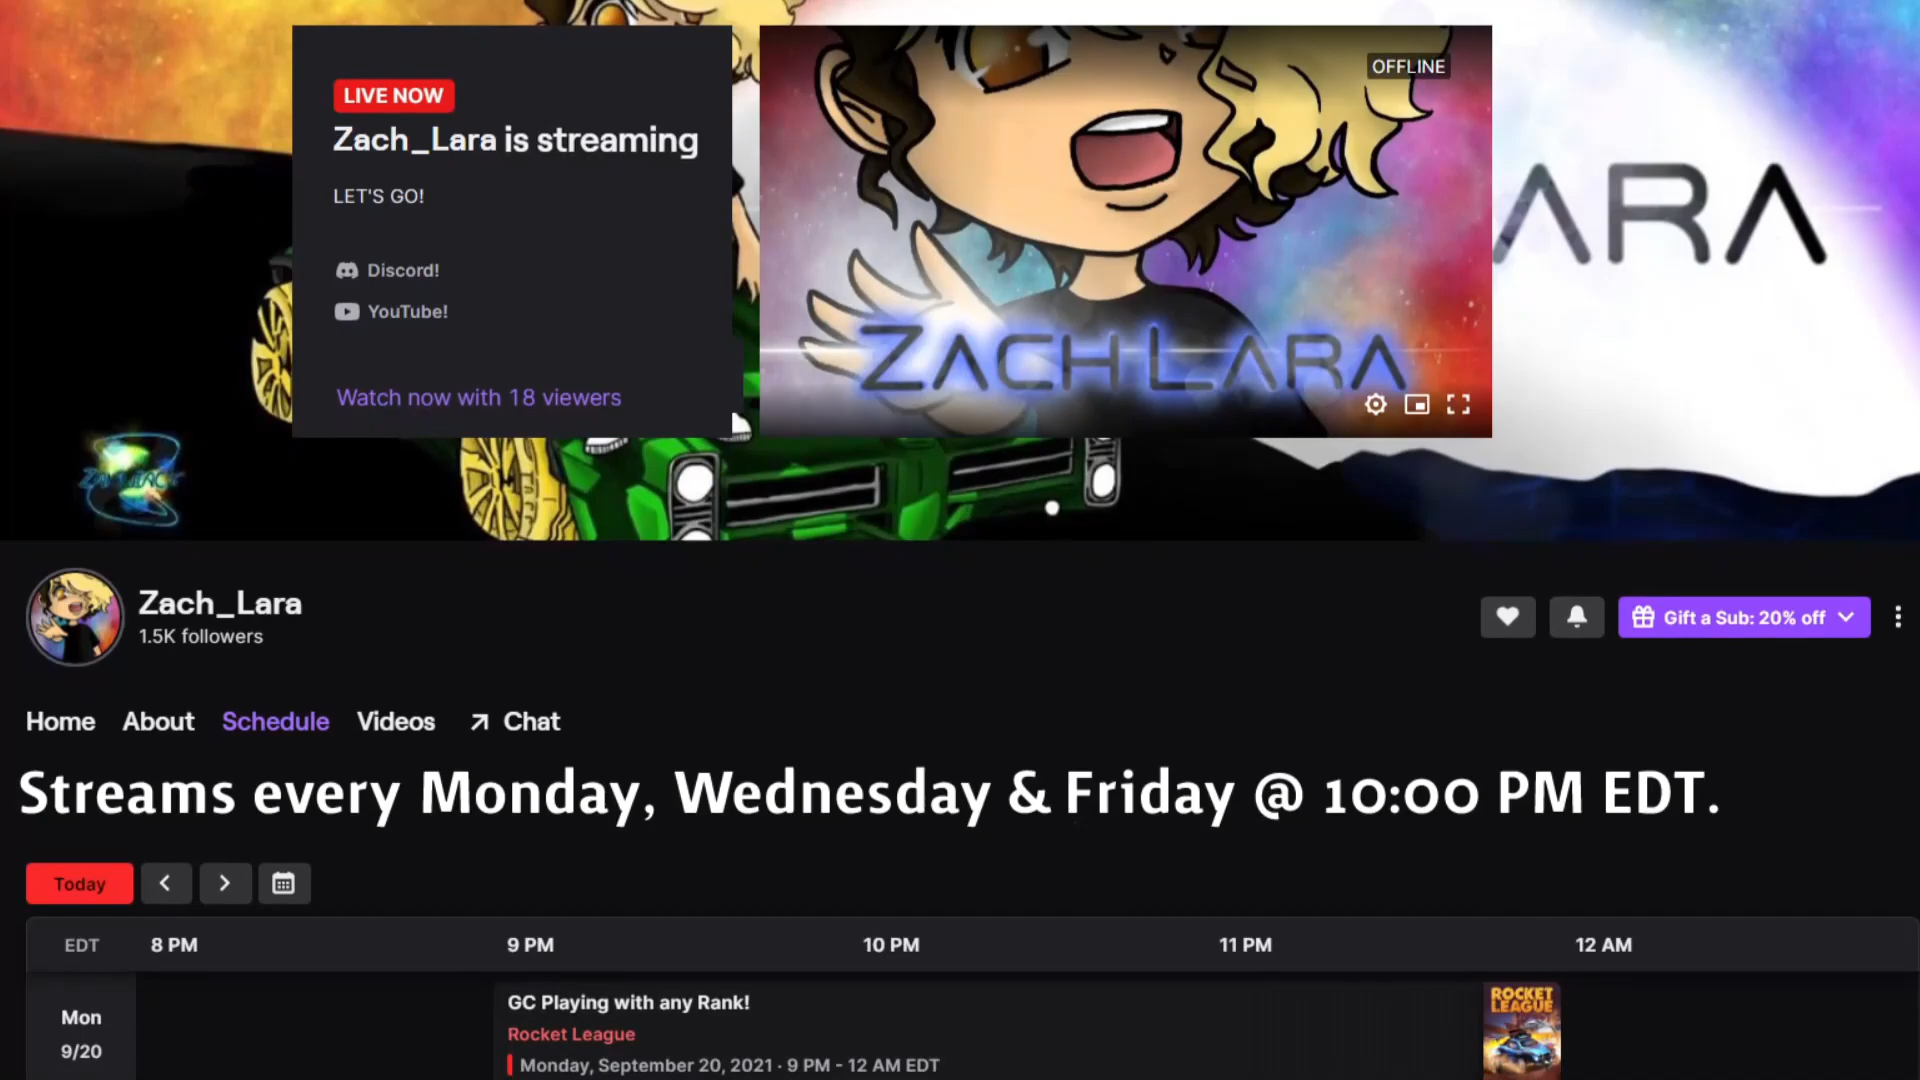 LIVE NOW
Zach_Lara is streaming
LET'S GO!
Discord!
YouTube!
Watch now with 18 viewers
OFFLINE
ZACH LARA
ARA
Zach_Lara
1.5K followers
Gift a Sub: 20% off
Home About Schedule Videos Chat
Streams every Monday, Wednesday & Friday @ 10:00 PM EDT.
Today
EDT 8 PM 9 PM 10 PM 11 PM 12 AM
Mon
9/20
GC Playing with any Rank!
Rocket League
Monday, September 20, 2021 · 9 PM - 12 AM EDT
ROCKET
LEAGUE